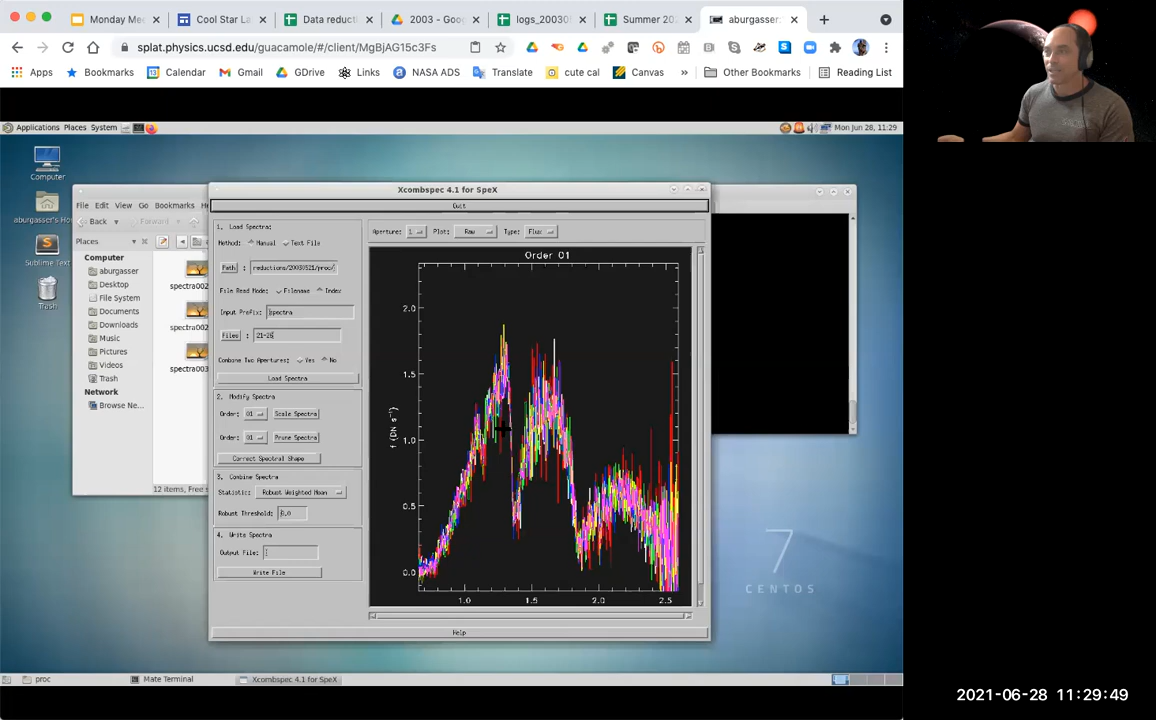 Monday Me
Cool Star La
Data reducti
2003 - Goog
logs_20030
Summer 202
aburgasser:
splat.physics.ucsd.edu/guacamole/#/client/MgBjAG15c3Fs
Apps
Bookmarks
Calendar
Gmail
GDrive
Links
NASA ADS
Translate
cute cal
Canvas
»
Other Bookmarks
Reading List
Applications Places System
Mon Jun 28, 11:29
Computer
aburgasser's Ho
Sublime Text
Trash
File Edit View Go Bookmarks He
Back
Forward
Places
Computer
aburgasser
Desktop
File System
Documents
Downloads
Music
Pictures
Videos
Trash
Network
Browse Ne...
spectra002
spectra002
spectra003
12 items, Free s
Xcombspec 4.1 for SpeX
Quit
1. Load Spectra:
Method: Manual Text File
Path : reductions/20030521/proc/
File Read Mode: Filename Index
Input Prefix: spectra
Files : 21-26
Combine Two Apertures: Yes No
Load Spectra
2. Modify Spectra
Order: 01 Scale Spectra
Order: 01 Prune Spectra
Correct Spectral Shape
3. Combine Spectra
Statistic: Robust Weighted Mean
Robust Threshold: 8.0
4. Write Spectra
Output File:
Write File
Aperture: 1 Plot: Raw Type: Flux
Order 01
2.0
1.5
1.0
0.5
0.0
f (DN s⁻¹)
1.0 1.5 2.0 2.5
Help
7
CENTOS
proc
Mate Terminal
Xcombspec 4.1 for SpeX
2021-06-28 11:29:49